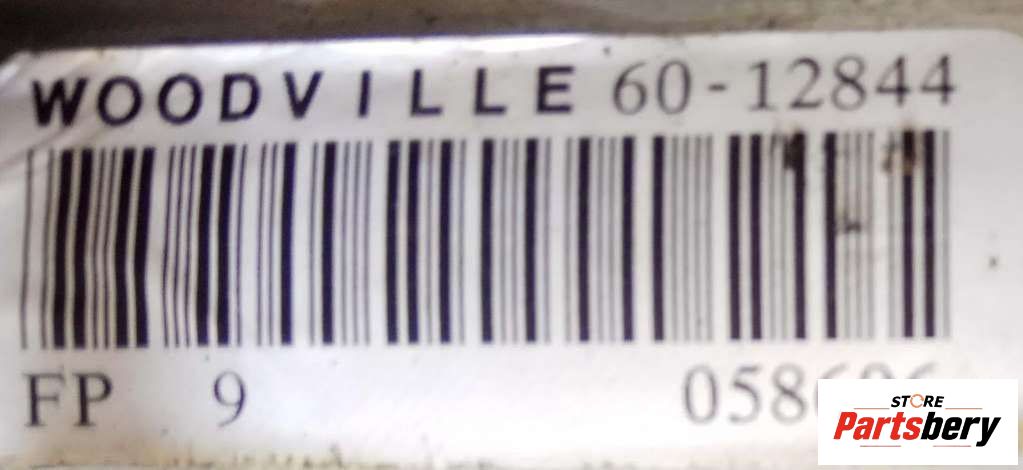 WOODVILLE 60-12844
FP 9
STORE
Partsbery